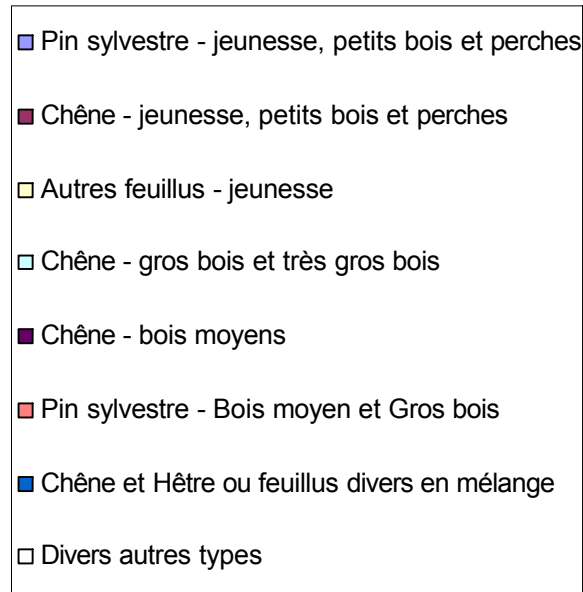 Pin sylvestre - jeunesse, petits bois et perches
Chêne - jeunesse, petits bois et perches
Autres feuillus - jeunesse
Chêne - gros bois et très gros bois
Chêne - bois moyens
Pin sylvestre - Bois moyen et Gros bois
Chêne et Hêtre ou feuillus divers en mélange
Divers autres types